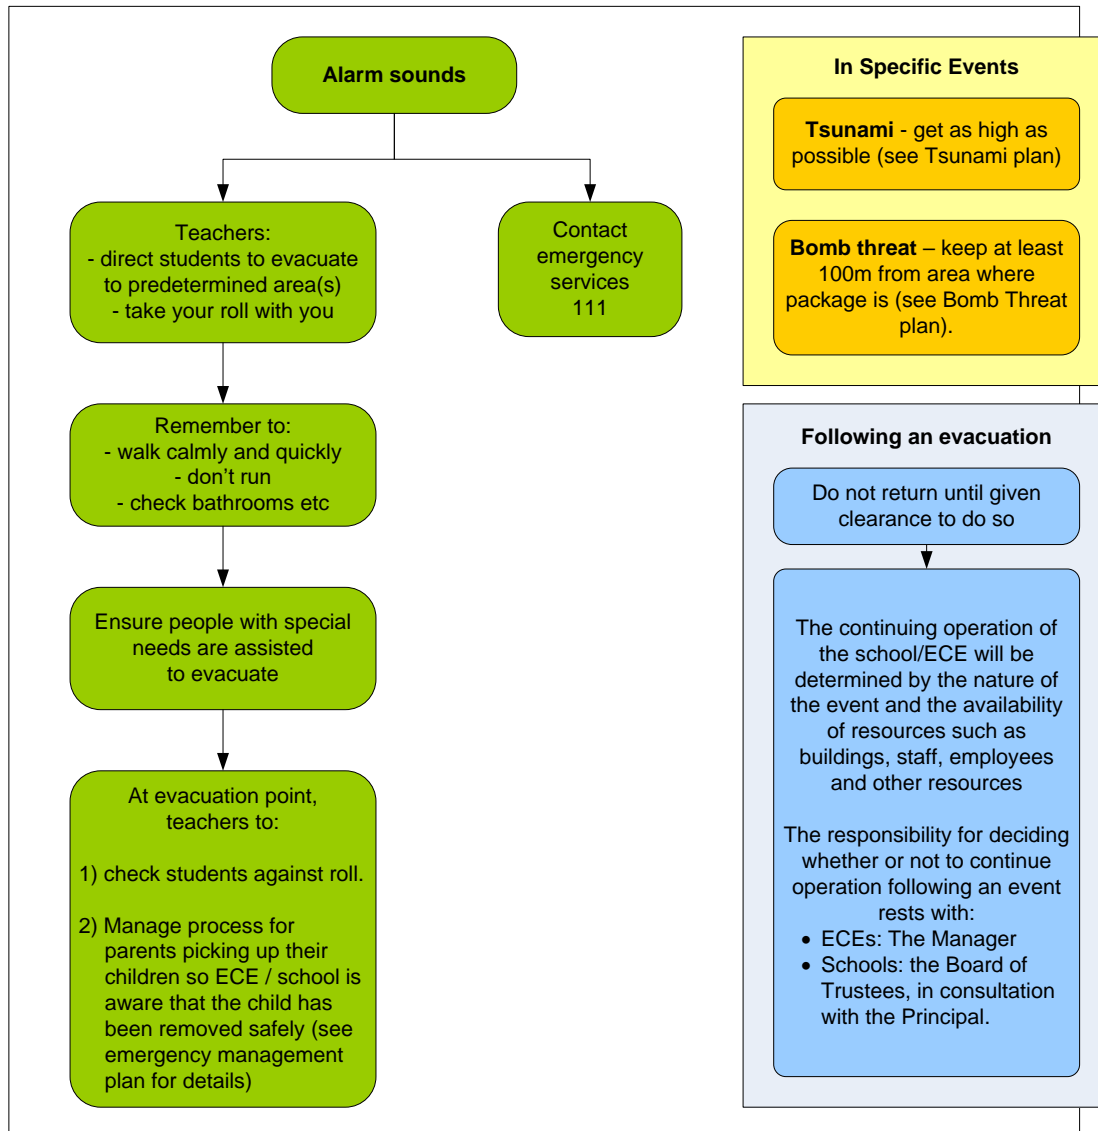 Alarm sounds
Teachers:
- direct students to evacuate
to predetermined area(s)
- take your roll with you
Contact
emergency
services
111
Remember to:
- walk calmly and quickly
- don't run
- check bathrooms etc
Ensure people with special
needs are assisted
to evacuate
At evacuation point,
teachers to:
1) check students against roll.
2) Manage process for
parents picking up their
children so ECE / school is
aware that the child has
been removed safely (see
emergency management
plan for details)
In Specific Events
Tsunami - get as high as
possible (see Tsunami plan)
Bomb threat – keep at least
100m from area where
package is (see Bomb Threat
plan).
Following an evacuation
Do not return until given
clearance to do so
The continuing operation of
the school/ECE will be
determined by the nature of
the event and the availability
of resources such as
buildings, staff, employees
and other resources
The responsibility for deciding
whether or not to continue
operation following an event
rests with:
• ECEs: The Manager
• Schools: the Board of
Trustees, in consultation
with the Principal.